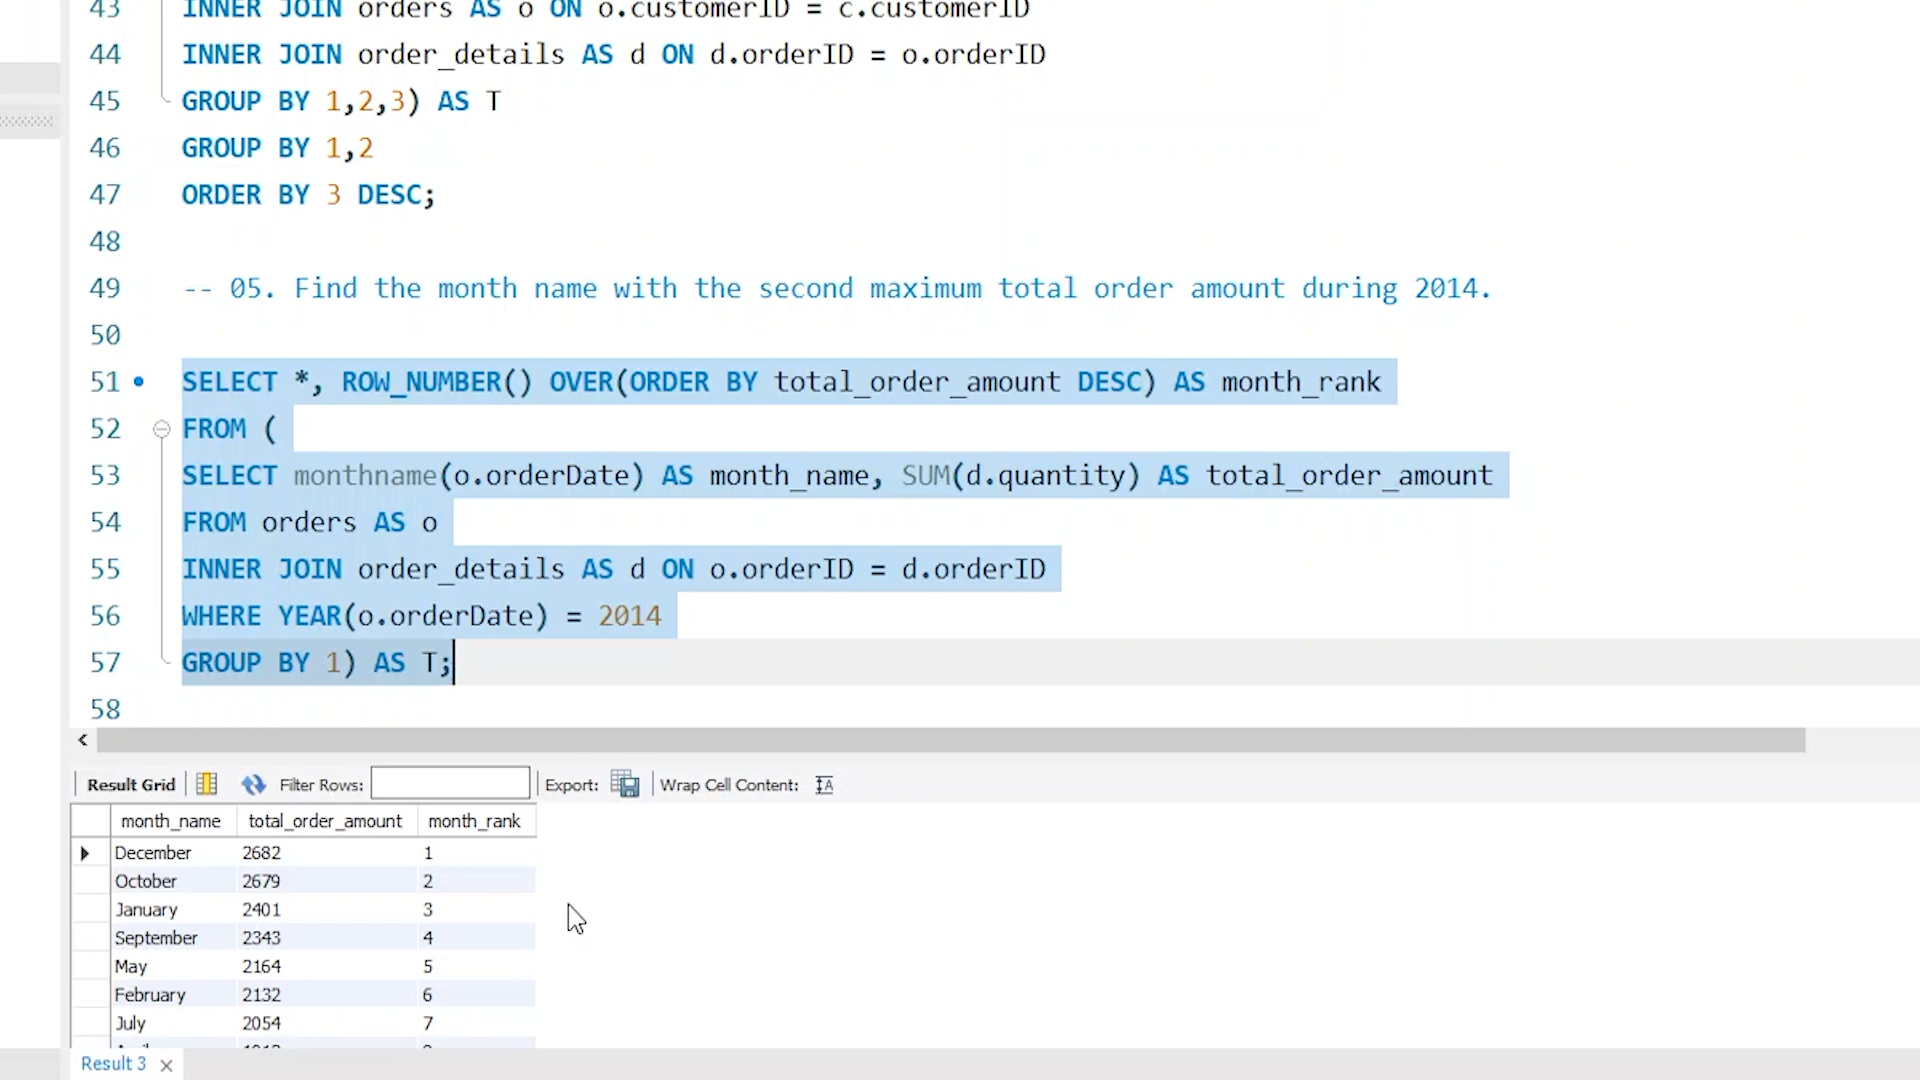 43 INNER JOIN orders AS o ON o.customerID = c.customerID
44 INNER JOIN order_details AS d ON d.orderID = o.orderID
45 GROUP BY 1,2,3) AS T
46 GROUP BY 1,2
47 ORDER BY 3 DESC;
48
49 -- 05. Find the month name with the second maximum total order amount during 2014.
50
51 SELECT *, ROW_NUMBER() OVER(ORDER BY total_order_amount DESC) AS month_rank
52 FROM (
53 SELECT monthname(o.orderDate) AS month_name, SUM(d.quantity) AS total_order_amount
54 FROM orders AS o
55 INNER JOIN order_details AS d ON o.orderID = d.orderID
56 WHERE YEAR(o.orderDate) = 2014
57 GROUP BY 1) AS T;
58
Result Grid Filter Rows: Export: Wrap Cell Content:
month_name total_order_amount month_rank
December 2682 1
October 2679 2
January 2401 3
September 2343 4
May 2164 5
February 2132 6
July 2054 7
Result 3